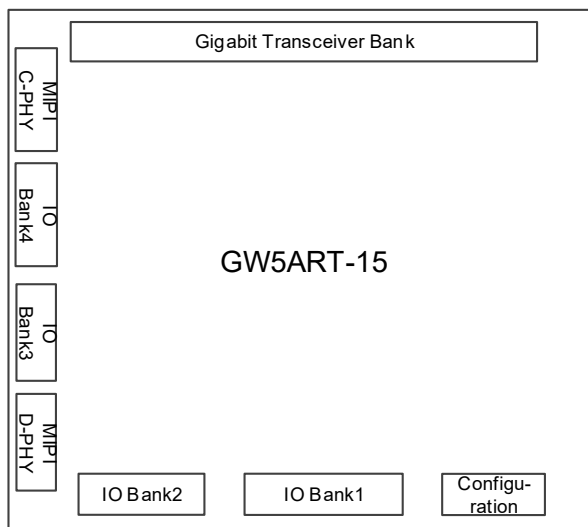 Gigabit Transceiver Bank
MIPI
C-PHY
IO
Bank4
GW5ART-15
IO
Bank3
MIPI
D-PHY
IO Bank2
IO Bank1
Configu-
ration